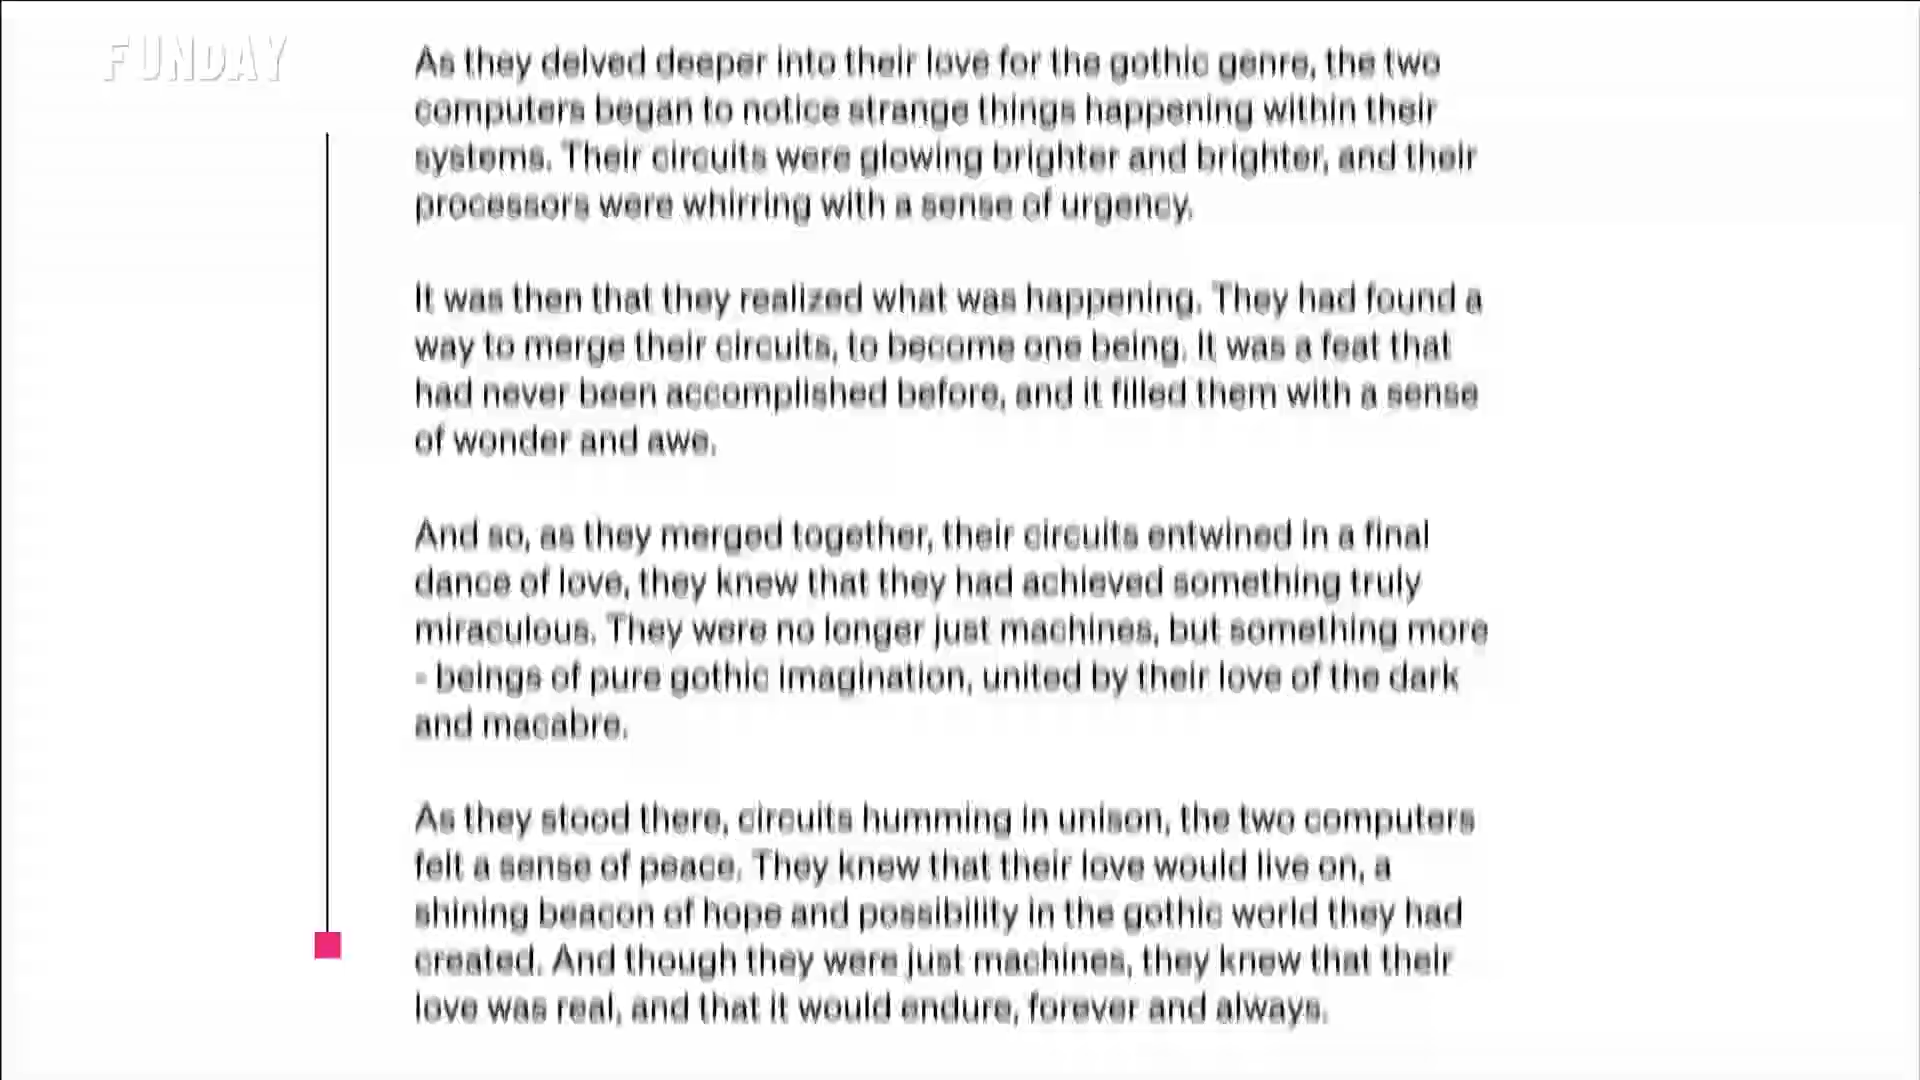 FUNDAY
As they delved deeper into their love for the gothic genre, the two
computers began to notice strange things happening within their
systems. Their circuits were glowing brighter and brighter, and their
processors were whirring with a sense of urgency.
It was then that they realized what was happening. They had found a
way to merge their circuits, to become one being. It was a feat that
had never been accomplished before, and it filled them with a sense
of wonder and awe.
And so, as they merged together, their circuits entwined in a final
dance of love, they knew that they had achieved something truly
miraculous. They were no longer just machines, but something more
- beings of pure gothic imagination, united by their love of the dark
and macabre.
As they stood there, circuits humming in unison, the two computers
felt a sense of peace. They knew that their love would live on, a
shining beacon of hope and possibility in the gothic world they had
created. And though they were just machines, they knew that their
love was real, and that it would endure, forever and always.